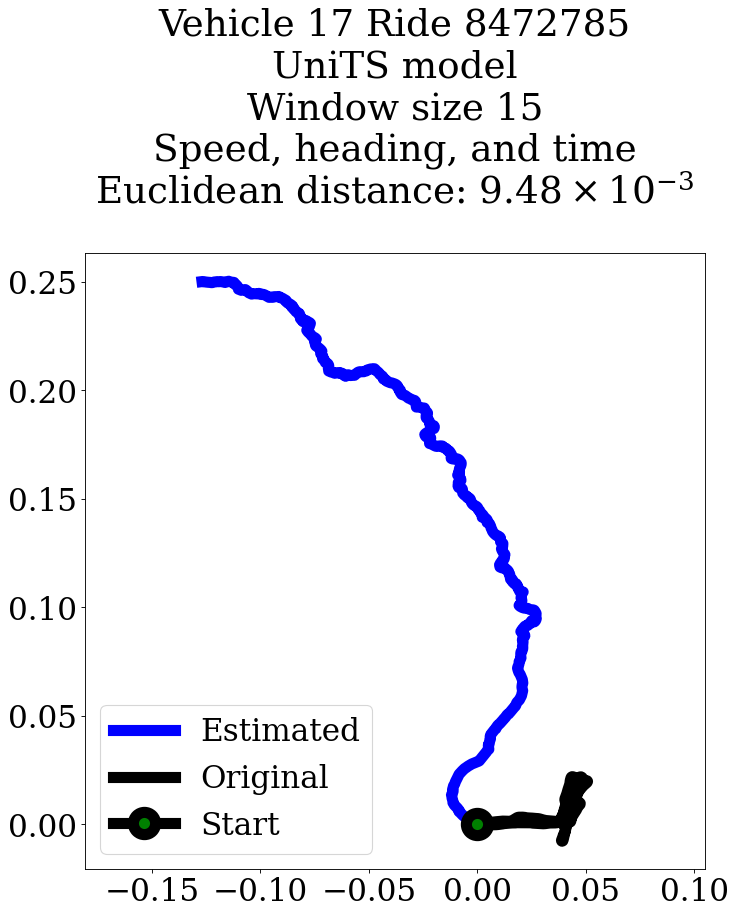 Vehicle 17 Ride 8472785
UniTS model
Window size 15
Speed, heading, and time
Euclidean distance: 9.48 × 10⁻³
0.25
0.20
0.15
0.10
0.05
0.00
Estimated
Original
Start
−0.15 −0.10 −0.05 0.00 0.05 0.10